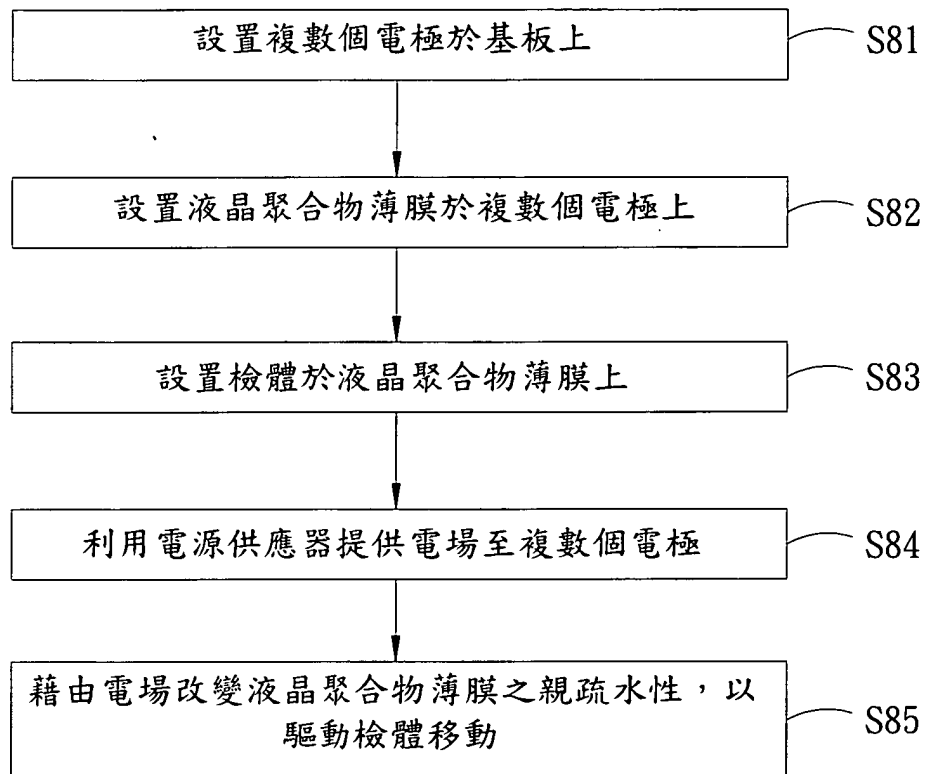 設置複數個電極於基板上
S81
設置液晶聚合物薄膜於複數個電極上
S82
設置檢體於液晶聚合物薄膜上
S83
利用電源供應器提供電場至複數個電極
S84
藉由電場改變液晶聚合物薄膜之親疏水性，以
驅動檢體移動
S85